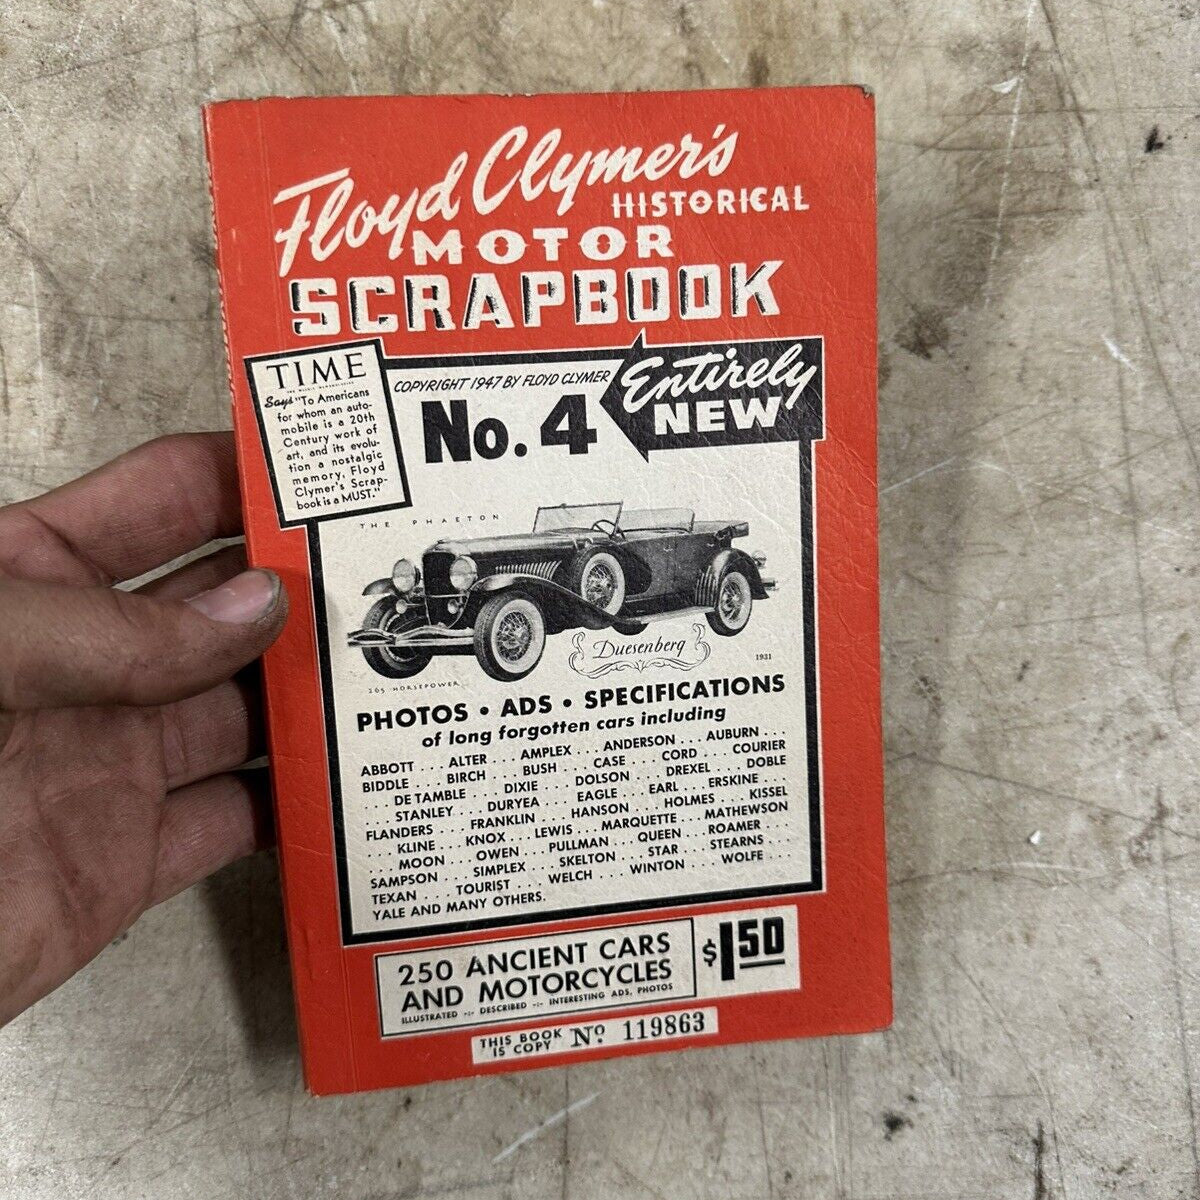 Floyd Clymer's
HISTORICAL
MOTOR
SCRAPBOOK
TIME
THE WEEKLY NEWSMAGAZINE
Says "To Americans
for whom an auto-
mobile is a 20th
Century work of
art, and its evolu-
tion a nostalgic
memory, Floyd
Clymer's Scrap-
book is a MUST."
COPYRIGHT 1947 BY FLOYD CLYMER
No. 4
Entirely
NEW
THE PHAETON
Duesenberg
1931
265 HORSEPOWER
PHOTOS • ADS • SPECIFICATIONS
of long forgotten cars including
ABBOTT . . . ALTER . . . AMPLEX . . . ANDERSON . . . AUBURN . . .
BIDDLE . . . BIRCH . . . BUSH . . . CASE . . . CORD . . . COURIER
. . . DE TAMBLE . . . DIXIE . . . DOLSON . . . DREXEL . . . DOBLE
. . . STANLEY . . . DURYEA . . . EAGLE . . . EARL . . . ERSKINE . . .
FLANDERS . . . FRANKLIN . . . HANSON . . . HOLMES . . . KISSEL
. . . KLINE . . . KNOX . . . LEWIS . . . MARQUETTE . . . MATHEWSON
. . . MOON . . . OWEN . . . PULLMAN . . . QUEEN . . . ROAMER . . .
SAMPSON . . . SIMPLEX . . . SKELTON . . . STAR . . . STEARNS . . .
TEXAN . . . TOURIST . . . WELCH . . . WINTON . . . WOLFE . . .
YALE AND MANY OTHERS.
250 ANCIENT CARS
AND MOTORCYCLES
ILLUSTRATED -:- DESCRIBED -:- INTERESTING ADS, PHOTOS
$1.50
THIS BOOK
IS COPY
No. 119863